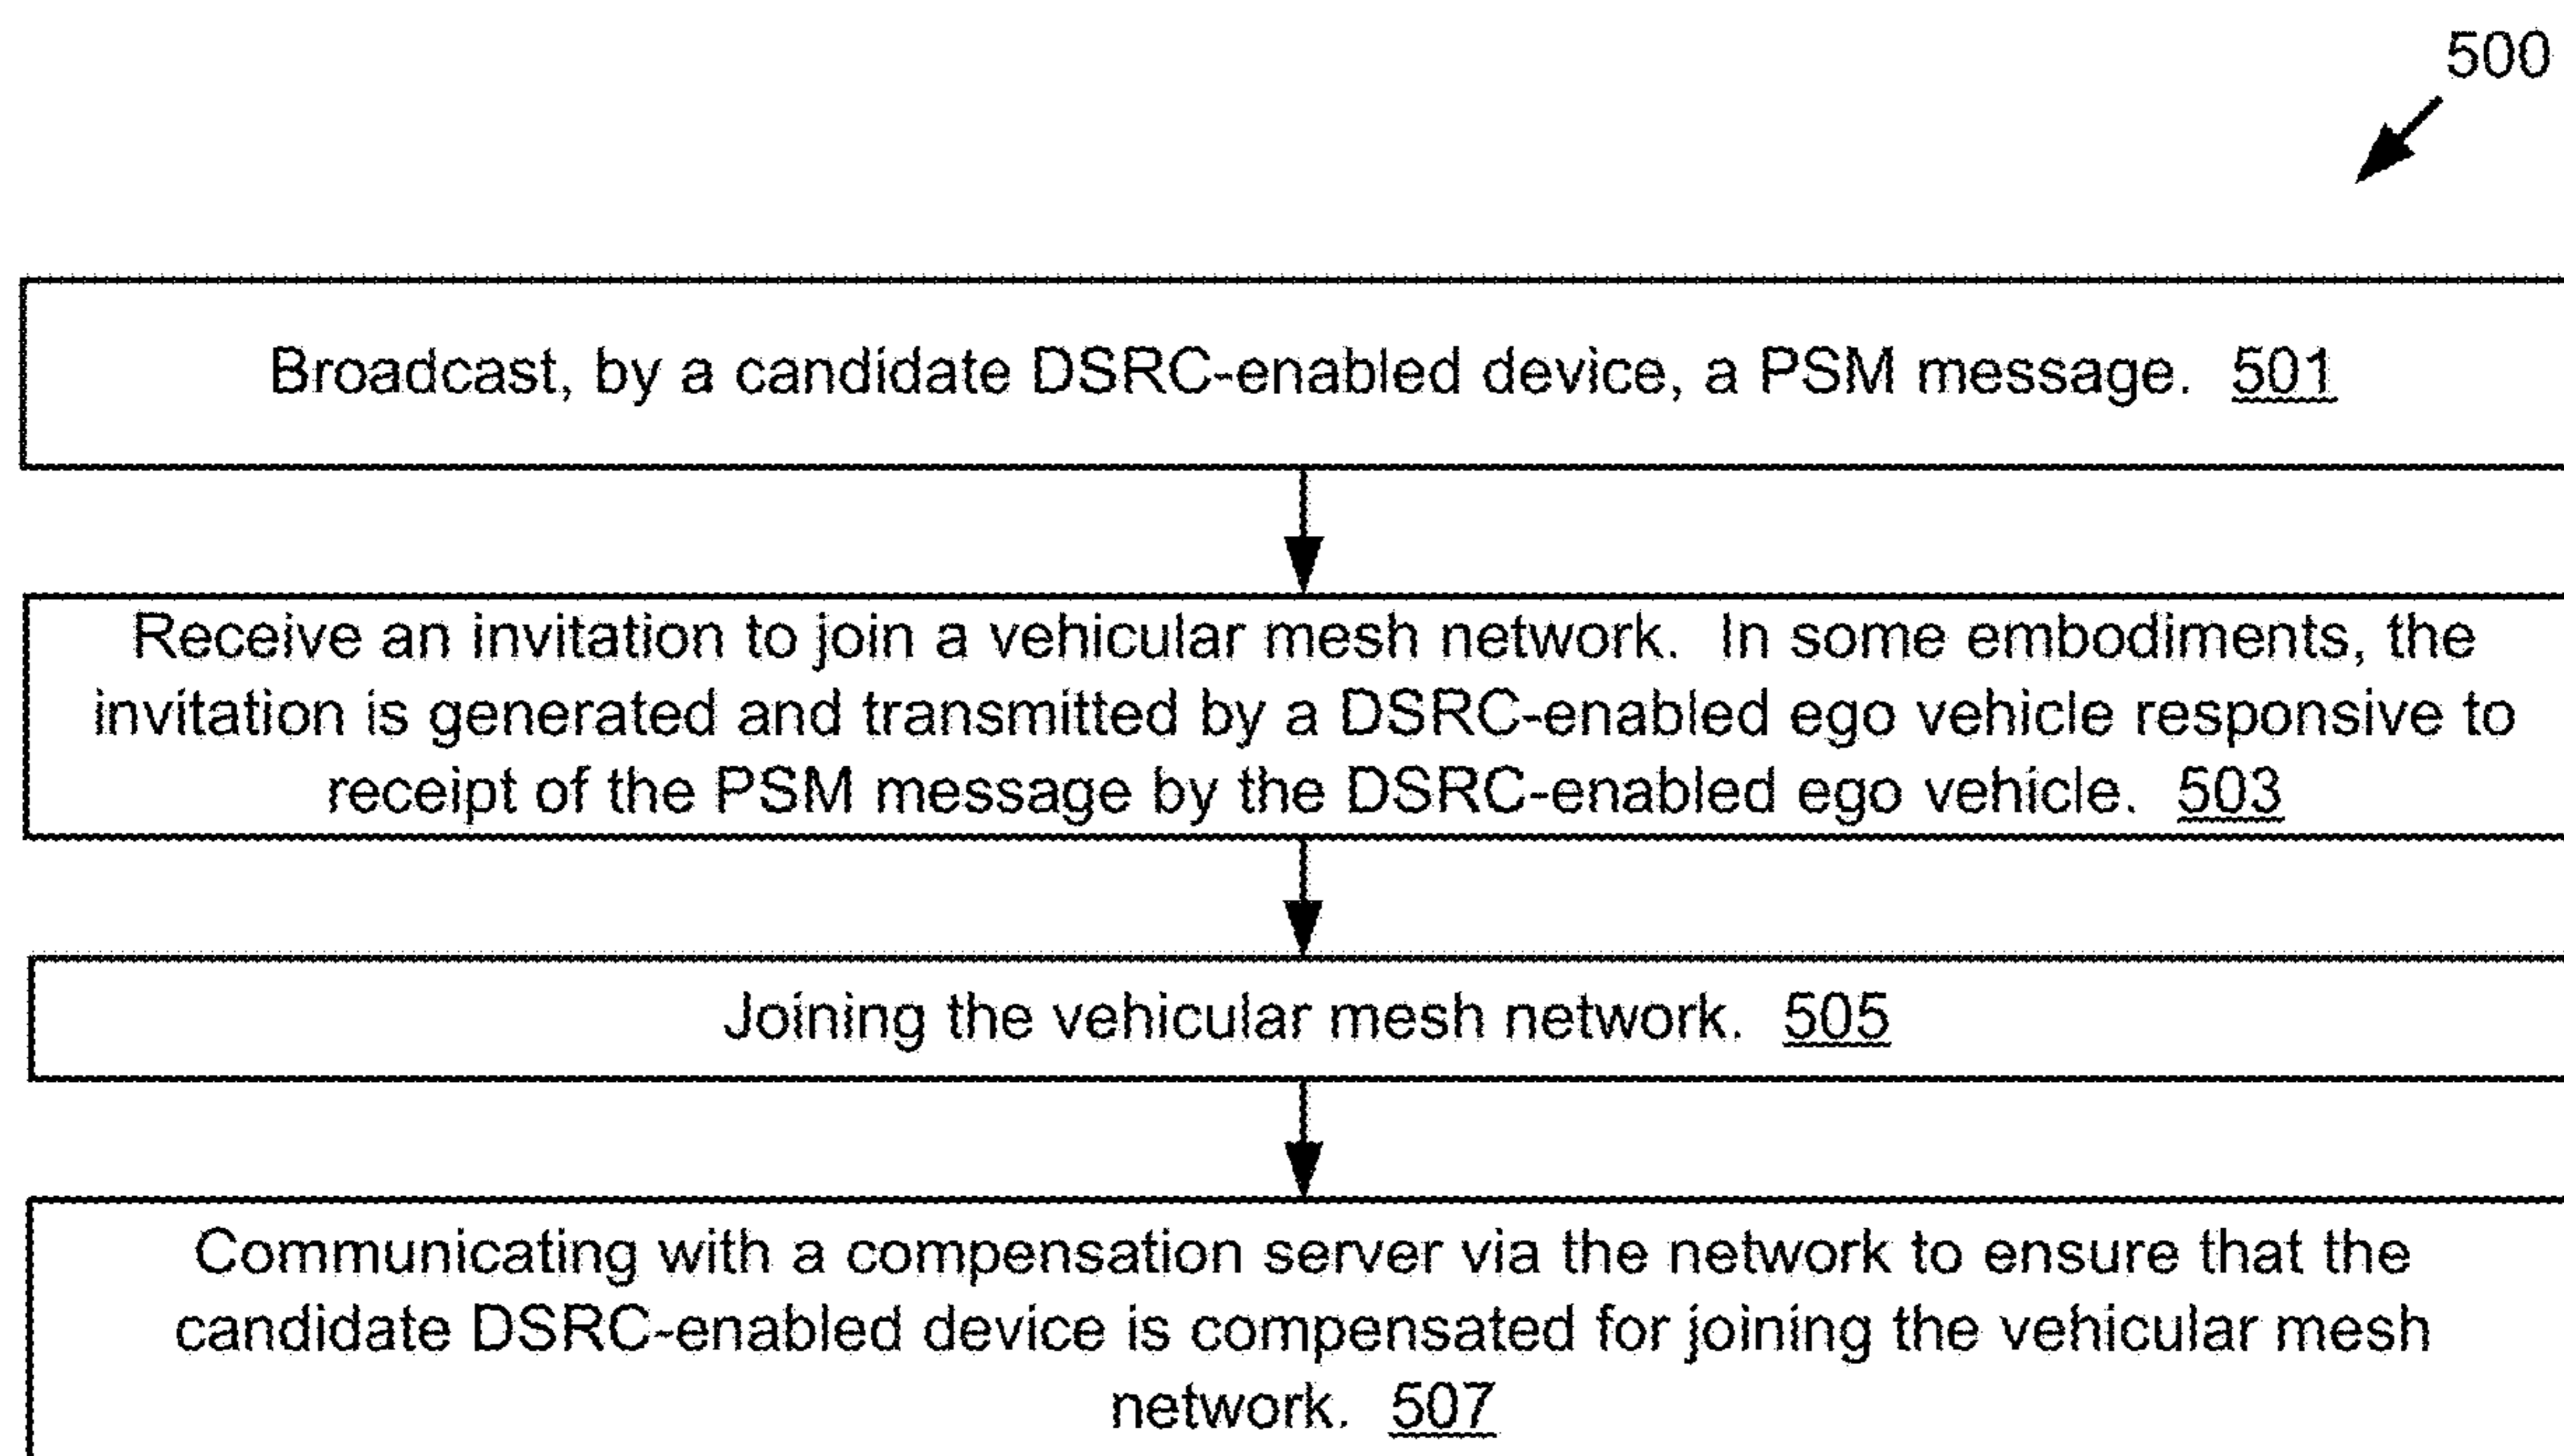 500
Broadcast, by a candidate DSRC-enabled device, a PSM message. 501
Receive an invitation to join a vehicular mesh network. In some embodiments, the
invitation is generated and transmitted by a DSRC-enabled ego vehicle responsive to
receipt of the PSM message by the DSRC-enabled ego vehicle. 503
Joining the vehicular mesh network. 505
Communicating with a compensation server via the network to ensure that the
candidate DSRC-enabled device is compensated for joining the vehicular mesh
network. 507